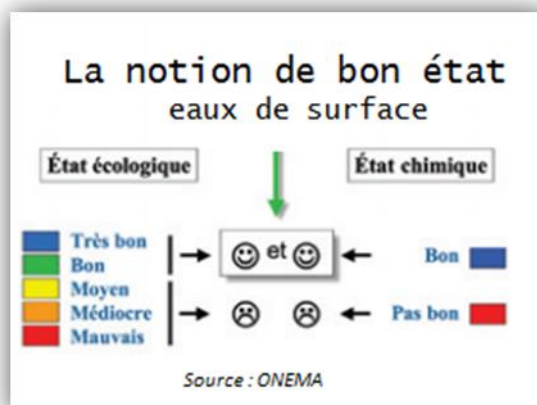 La notion de bon état
eaux de surface
État écologique
État chimique
Très bon
Bon
Moyen
Médiocre
Mauvais
et
Bon
Pas bon
Source : ONEMA